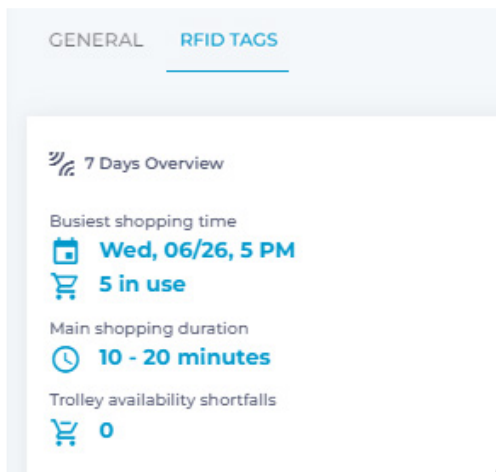 GENERAL RFID TAGS
7 Days Overview
Busiest shopping time
Wed, 06/26, 5 PM
5 in use
Main shopping duration
10 - 20 minutes
Trolley availability shortfalls
0